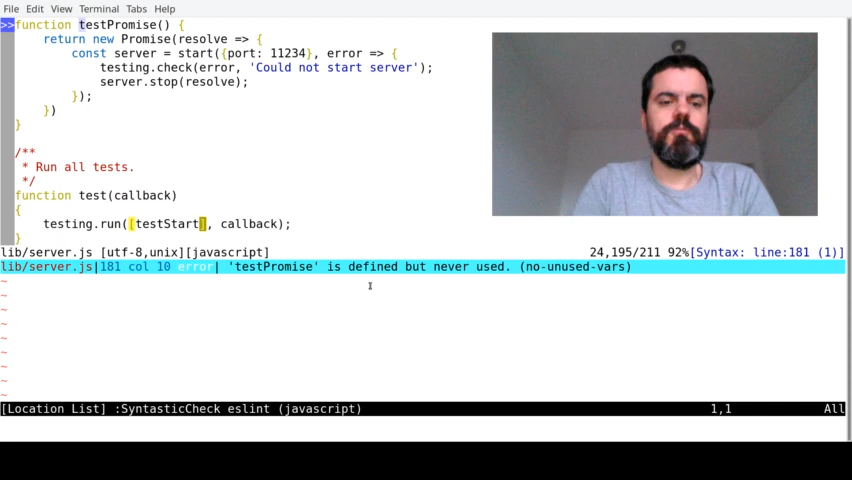 File Edit View Terminal Tabs Help
>>function testPromise() {
return new Promise(resolve => {
const server = start({port: 11234}, error => {
testing.check(error, 'Could not start server');
server.stop(resolve);
});
})
}
/**
* Run all tests.
*/
function test(callback)
{
testing.run([testStart], callback);
}
lib/server.js [utf-8,unix][javascript] 24,195/211 92%[Syntax: line:181 (1)]
lib/server.js|181 col 10 error| 'testPromise' is defined but never used. (no-unused-vars)
~
~
~
~
~
~
~
~
~
[Location List] :SyntasticCheck eslint (javascript) 1,1 All